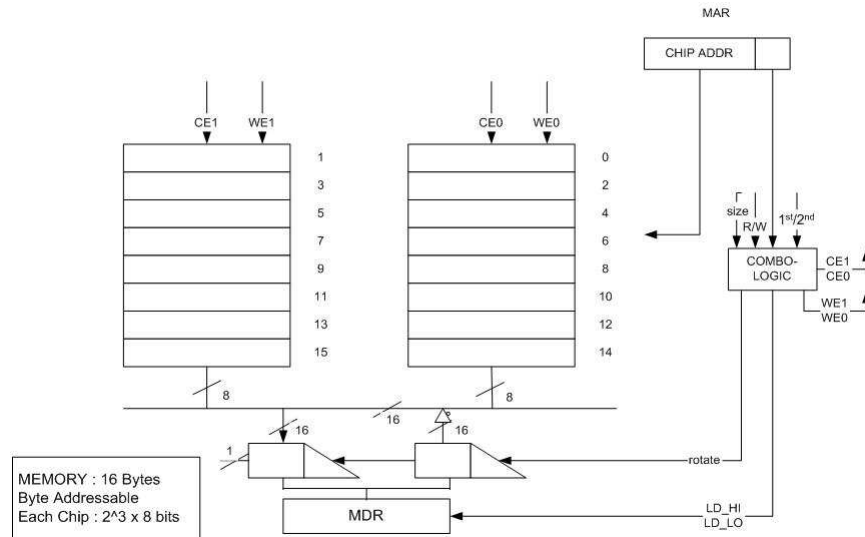 MAR
CHIP ADDR
CE1 WE1 CE0 WE0
1 0
3 2
5 4
7 6
9 8
11 10
13 12
15 14
size
R/W
1st/2nd
COMBO-
LOGIC
CE1
CE0
WE1
WE0
8 8
16
16 16
1
rotate
MEMORY : 16 Bytes
Byte Addressable
Each Chip : 2^3 x 8 bits
MDR
LD_HI
LD_LO